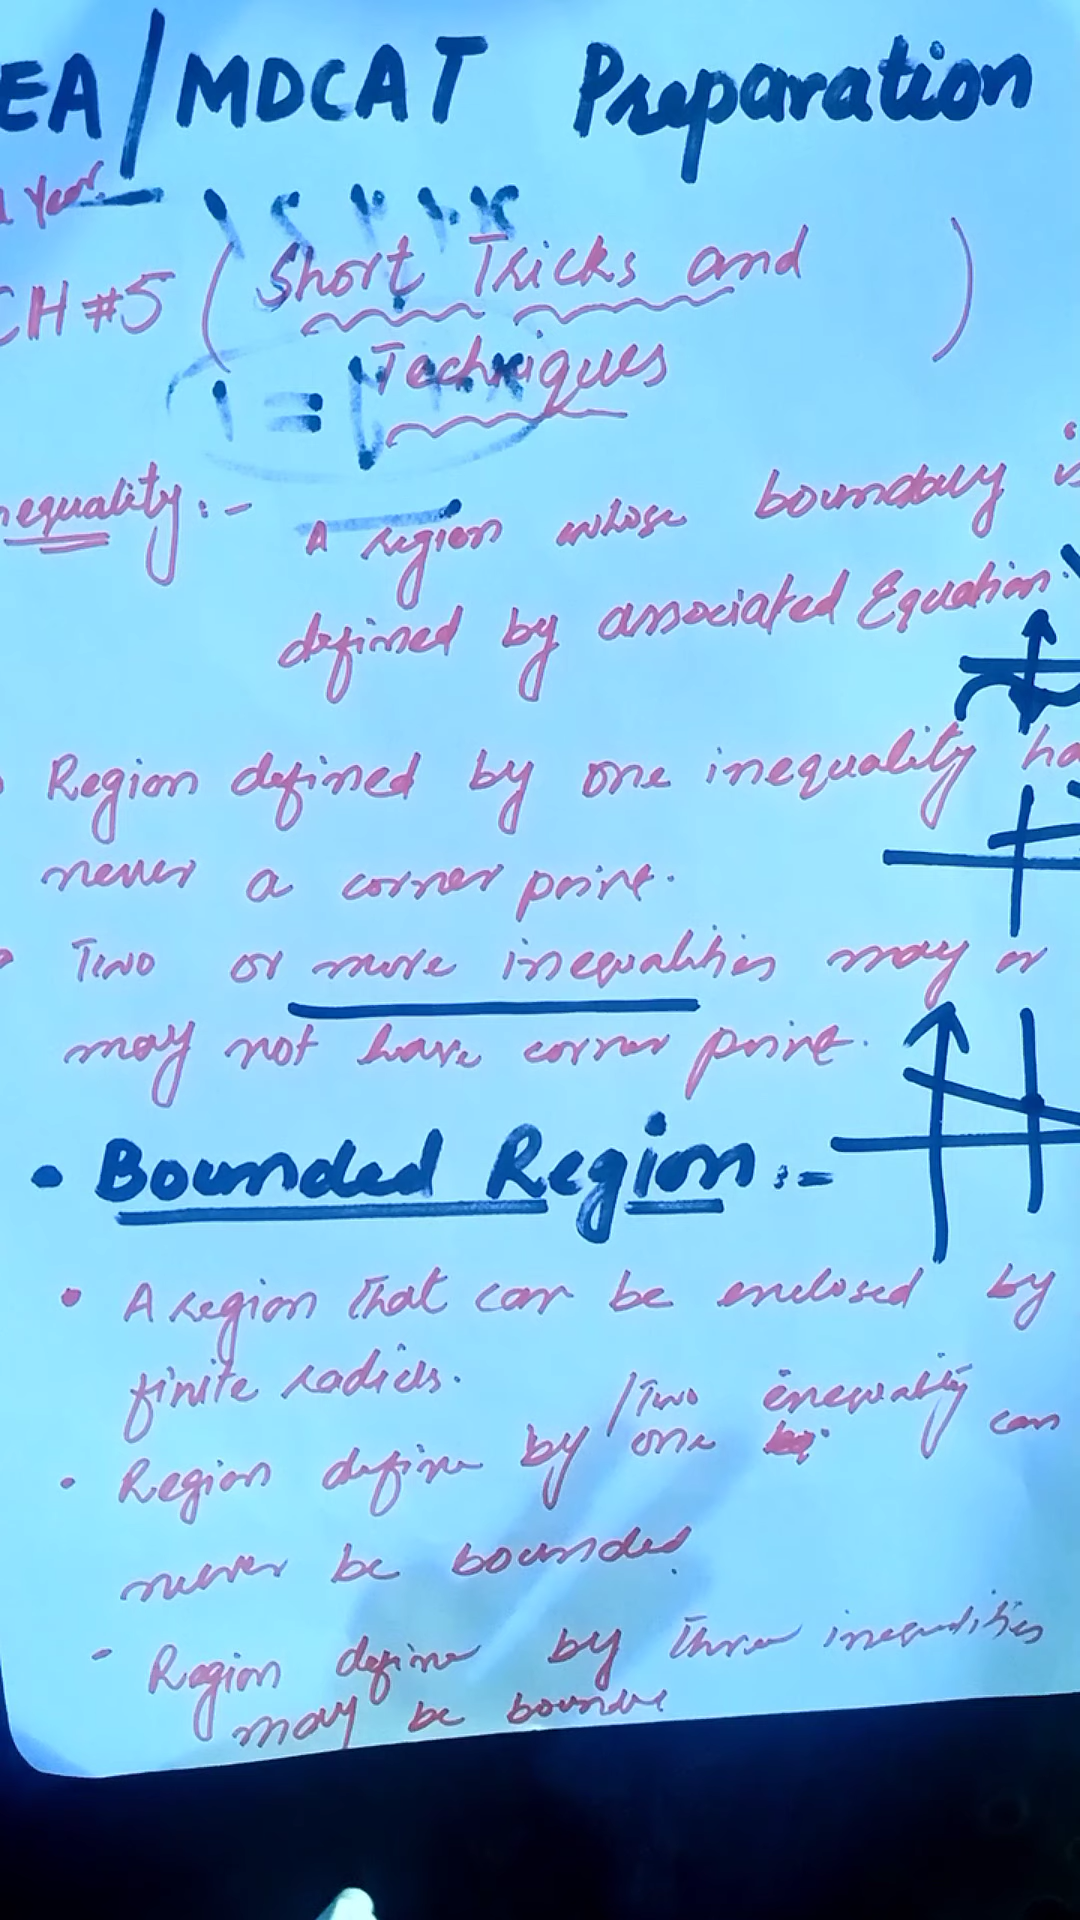 EA/MDCAT Preparation
Year
CH #5 (Short Tricks and
Techniques)
nequality:-
A region whose boundary is
defined by associated Equation.
Region defined by one inequality ha
never a corner point.
Two or more inequalities may or
may not have corner point.
• Bounded Region:-
• A region that can be enclosed by
finite radius.
/Two inequality
• Region define by one can
never be bounded.
- Region define by three inequalities
may be bounde